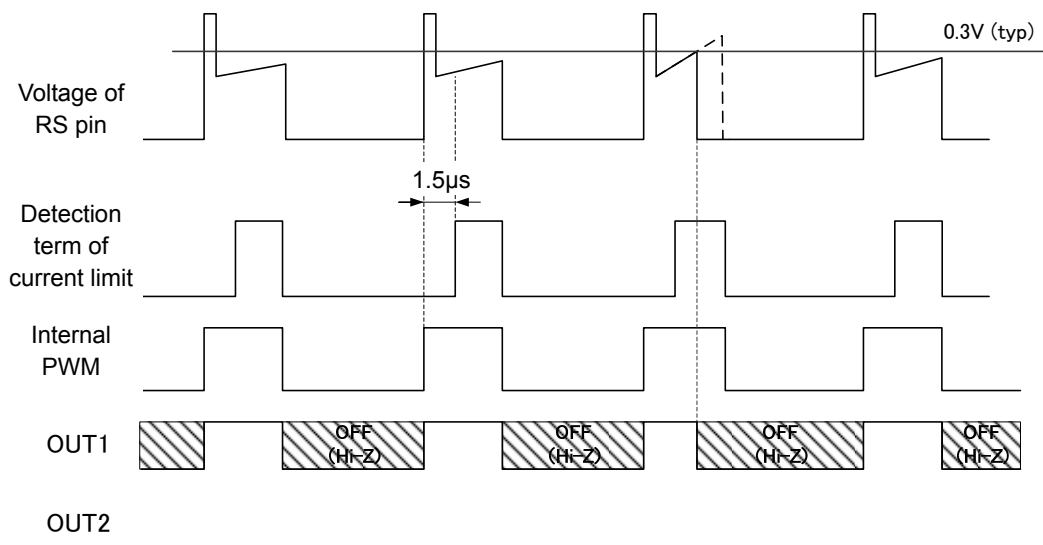 0.3V (typ)
Voltage of
RS pin
1.5µs
Detection
term of
current limit
Internal
PWM
OUT1
OFF
(Hi-Z)
OFF
(Hi-Z)
OFF
(Hi-Z)
OFF
(Hi-Z)
OUT2